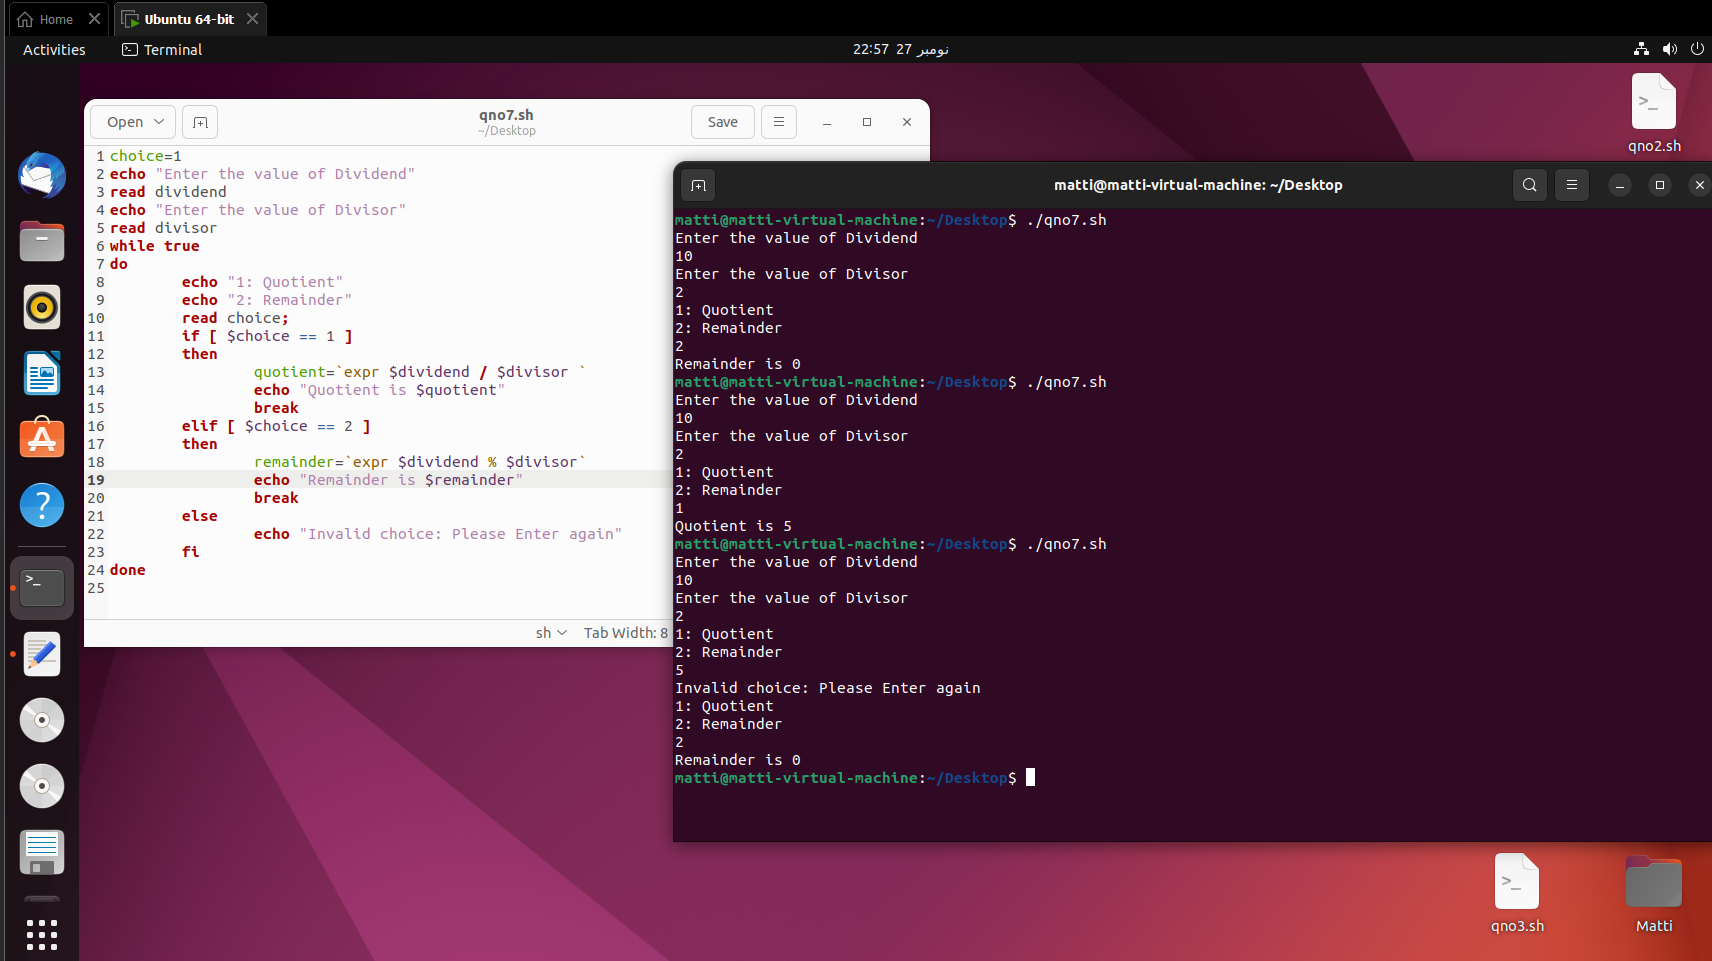 Home
Ubuntu 64-bit
Activities
Terminal
22:57 27 نومبر
qno2.sh
Open
qno7.sh
~/Desktop
Save
1 choice=1
2 echo "Enter the value of Dividend"
3 read dividend
4 echo "Enter the value of Divisor"
5 read divisor
6 while true
7 do
8 echo "1: Quotient"
9 echo "2: Remainder"
10 read choice;
11 if [ $choice == 1 ]
12 then
13 quotient=`expr $dividend / $divisor `
14 echo "Quotient is $quotient"
15 break
16 elif [ $choice == 2 ]
17 then
18 remainder=`expr $dividend % $divisor`
19 echo "Remainder is $remainder"
20 break
21 else
22 echo "Invalid choice: Please Enter again"
23 fi
24 done
25
sh
Tab Width: 8
matti@matti-virtual-machine: ~/Desktop
matti@matti-virtual-machine:~/Desktop$ ./qno7.sh
Enter the value of Dividend
10
Enter the value of Divisor
2
1: Quotient
2: Remainder
2
Remainder is 0
matti@matti-virtual-machine:~/Desktop$ ./qno7.sh
Enter the value of Dividend
10
Enter the value of Divisor
2
1: Quotient
2: Remainder
1
Quotient is 5
matti@matti-virtual-machine:~/Desktop$ ./qno7.sh
Enter the value of Dividend
10
Enter the value of Divisor
2
1: Quotient
2: Remainder
5
Invalid choice: Please Enter again
1: Quotient
2: Remainder
2
Remainder is 0
matti@matti-virtual-machine:~/Desktop$
qno3.sh
Matti